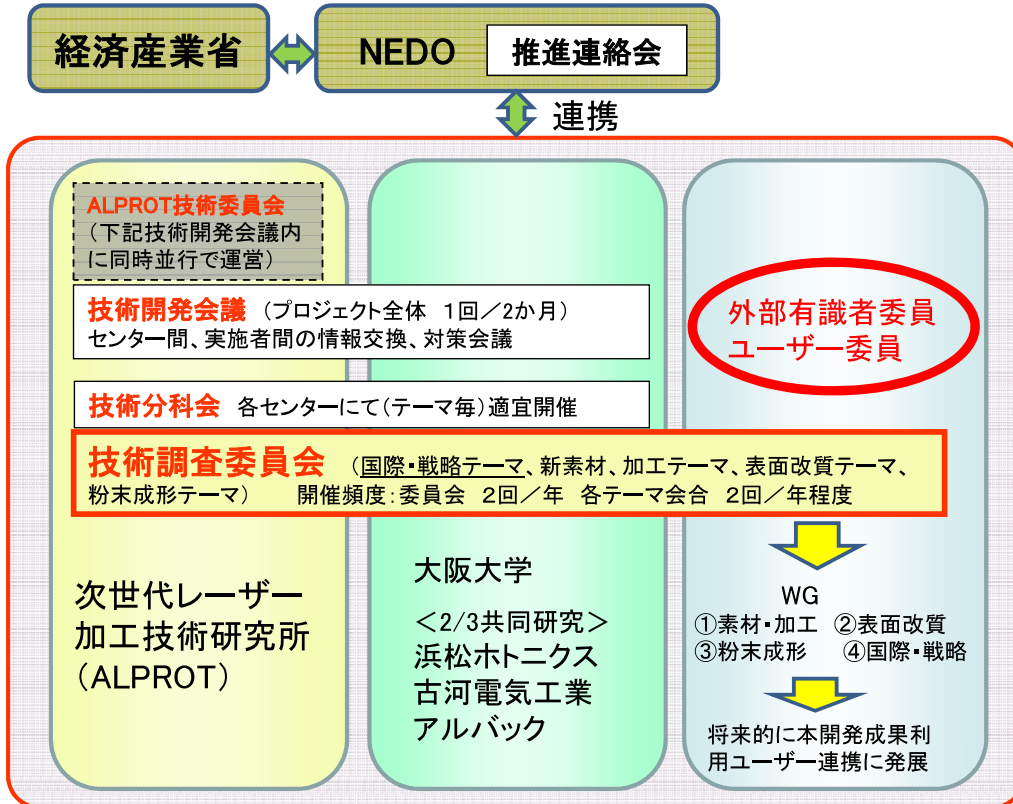 経済産業省
NEDO 推進連絡会
連携
ALPROT技術委員会
(下記技術開発会議内
に同時並行で運営)
技術開発会議 (プロジェクト全体 1回/2か月)
センター間、実施者間の情報交換、対策会議
外部有識者委員
ユーザー委員
技術分科会 各センターにて(テーマ毎)適宜開催
技術調査委員会 (国際・戦略テーマ、新素材、加工テーマ、表面改質テーマ、
粉末成形テーマ) 開催頻度:委員会 2回/年 各テーマ会合 2回/年程度
次世代レーザー
加工技術研究所
(ALPROT)
大阪大学
<2/3共同研究>
浜松ホトニクス
古河電気工業
アルバック
WG
①素材・加工 ②表面改質
③粉末成形 ④国際・戦略
将来的に本開発成果利
用ユーザー連携に発展